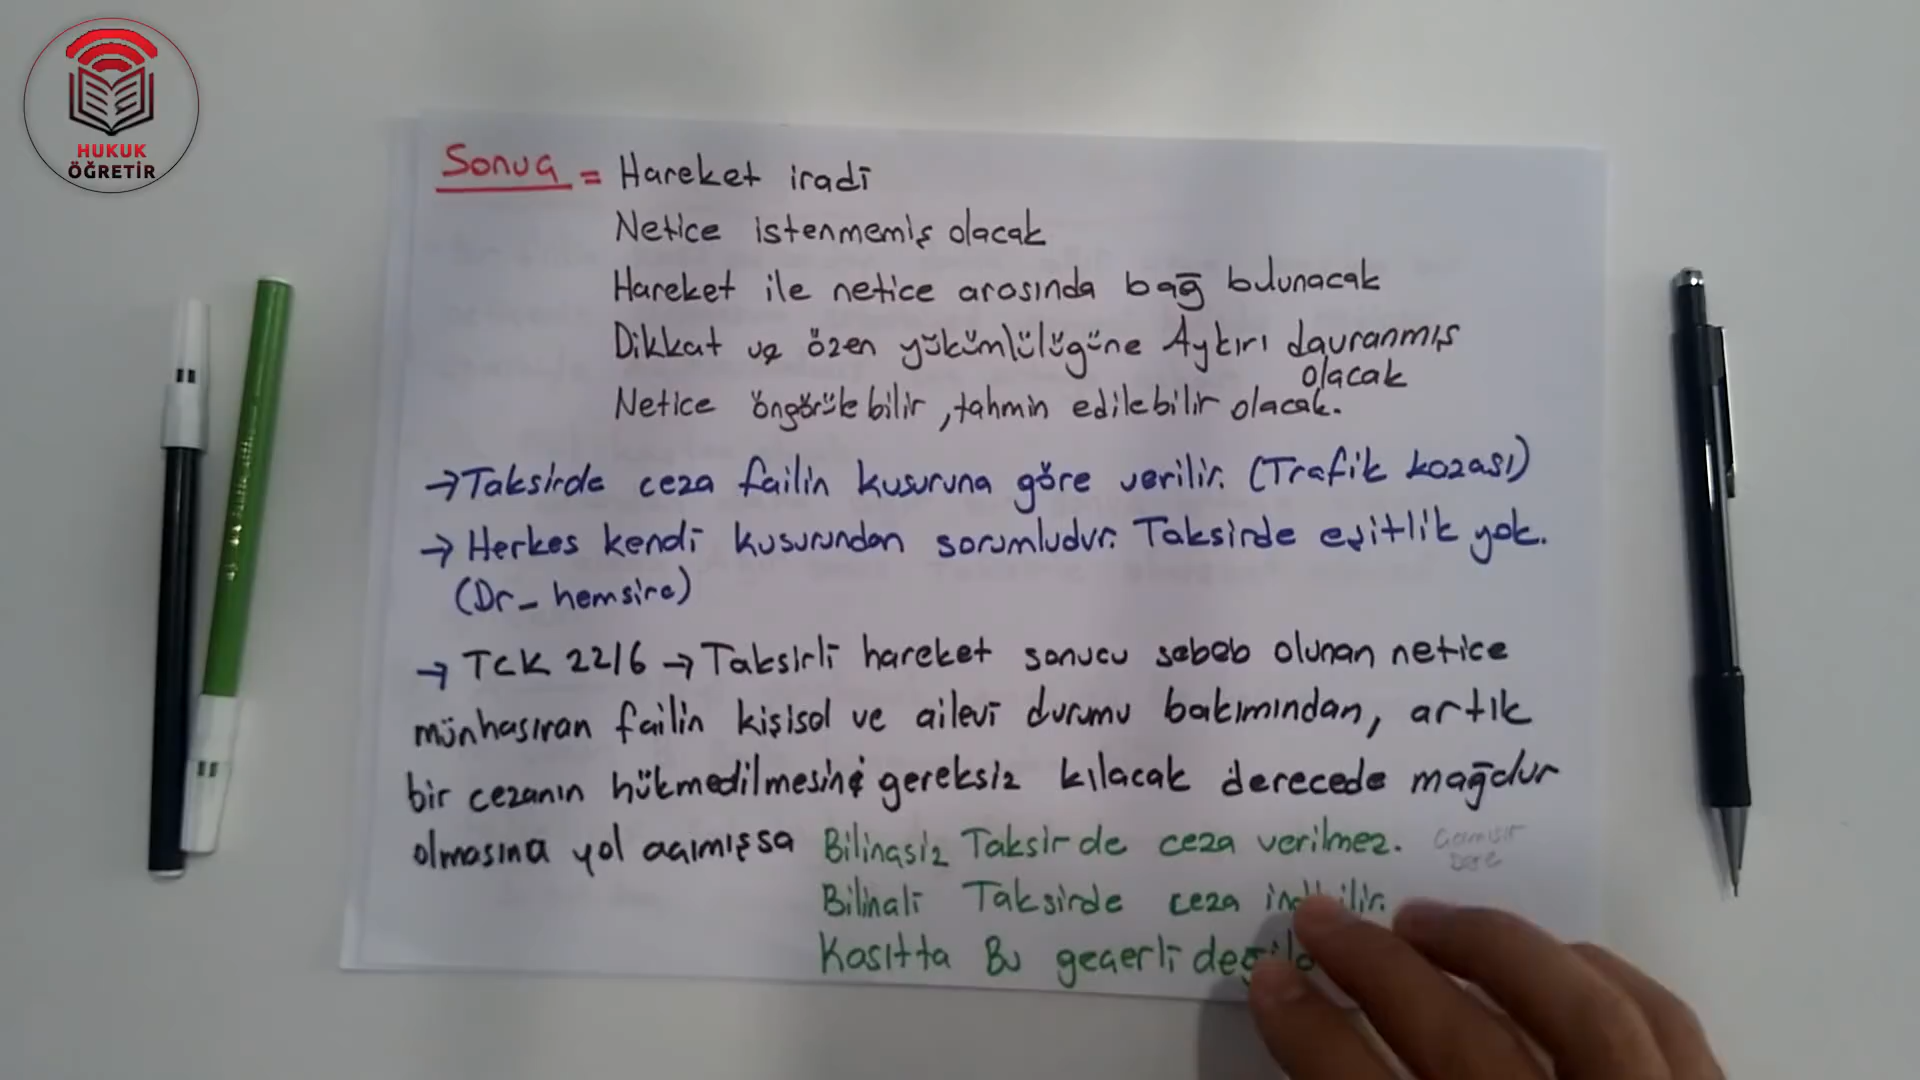 HUKUK
ÖĞRETİR
Sonuç = Hareket iradî
Netice istenmemiş olacak
Hareket ile netice arasında bağ bulunacak
Dikkat ve özen yükümlülüğüne Aykırı davranmış
olacak
Netice öngörülebilir, tahmin edilebilir olacak.
→ Taksirde ceza failin kusuruna göre verilir. (Trafik kazası)
→ Herkes kendi kusurundan sorumludur. Taksirde eşitlik yok.
(Dr - hemşire)
→ TCK 22/6 → Taksirli hareket sonucu sebeb olunan netice
münhasıran failin kişisel ve ailevi durumu bakımından, artık
bir cezanın hükmedilmesine gereksiz kılacak derecede mağdur
olmasına yol açmışsa Bilinçsiz Taksirde ceza verilmez.
Dere
Bilinçli Taksirde ceza
Kasıtta Bu geçerli